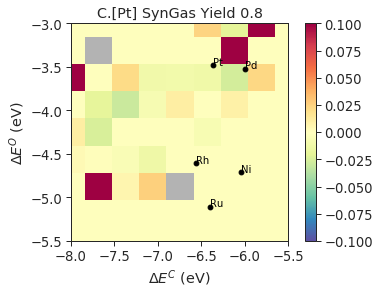 C.[Pt] SynGas Yield 0.8
−3.0
−3.5
−4.0
−4.5
−5.0
−5.5
ΔE^O (eV)
Pt
Pd
Rh
Ni
Ru
−8.0 −7.5 −7.0 −6.5 −6.0 −5.5
ΔE^C (eV)
0.100
0.075
0.050
0.025
0.000
−0.025
−0.050
−0.075
−0.100